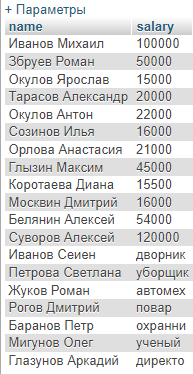 + Параметры
name salary
Иванов Михаил 100000
Збруев Роман 50000
Окулов Ярослав 15000
Тарасов Александр 20000
Окулов Антон 22000
Созинов Илья 16000
Орлова Анастасия 21000
Глызин Максим 45000
Коротаева Диана 15500
Москвин Дмитрий 16000
Белянин Алексей 54000
Суворов Алексей 120000
Иванов Сеиен дворник
Петрова Светлана уборщик
Жуков Роман автомех
Рогов Дмитрий повар
Баранов Петр охранни
Мигунов Олег ученый
Глазунов Аркадий директо